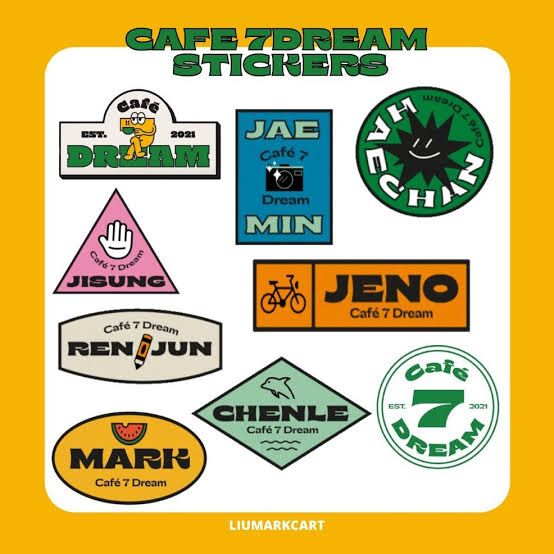 CAFE 7DREAM
STICKERS
Café
EST. 2021
DREAM
JAE
Café 7
Dream
MIN
HAECHAN
Café 7 Dream
Café 7 Dream
JISUNG
JENO
Café 7 Dream
Café 7 Dream
RENJUN
CHENLE
Café 7 Dream
Café
EST. 7 2021
DREAM
MARK
Café 7 Dream
LIUMARKCART